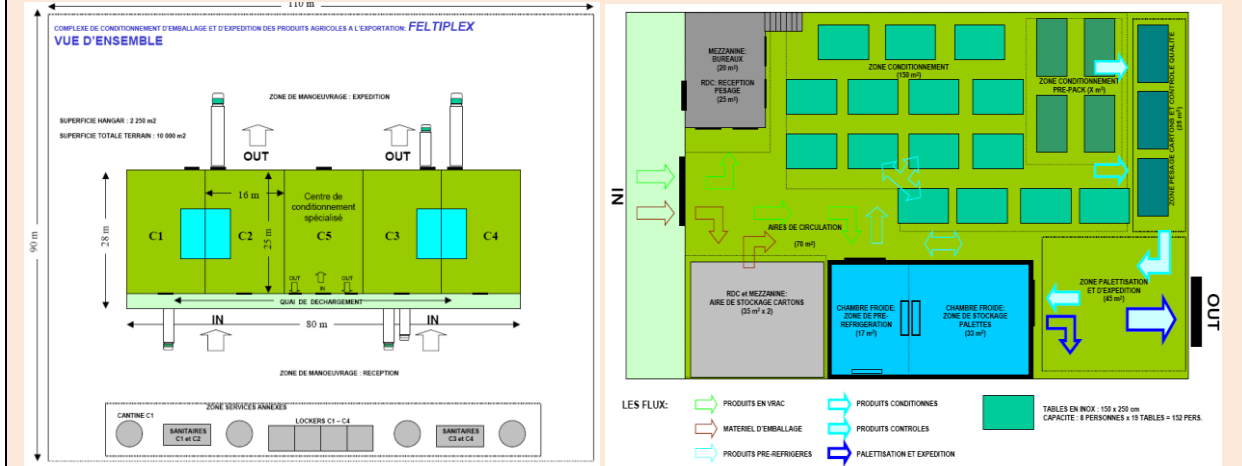 110 m
COMPLEXE DE CONDITIONNEMENT D'EMBALLAGE ET D'EXPEDITION DES PRODUITS AGRICOLES A L'EXPORTATION: FELTIPLEX
VUE D'ENSEMBLE
ZONE DE MANOEUVRAGE : EXPEDITION
SUPERFICIE HANGAR : 2 250 m2
SUPERFICIE TOTALE TERRAIN : 10 000 m2
OUT
OUT
90 m
28 m
16 m
25 m
Centre de
conditionnement
spécialisé
C1
C2
C5
C3
C4
OUT
IN
OUT
QUAI DE DECHARGEMENT
IN
80 m
IN
ZONE DE MANOEUVRAGE : RECEPTION
ZONE SERVICES ANNEXES
CANTINE C1
LOCKERS C1 – C4
SANITAIRES
C1 et C2
SANITAIRES
C3 et C4
MEZZANINE:
BUREAUX
(20 m²)
RDC: RECEPTION
PESAGE
(25 m²)
ZONE CONDITIONNEMENT
(150 m²)
ZONE CONDITIONNEMENT
PRE-PACK (X m²)
ZONE PESAGE CARTONS ET CONTROLE QUALITE
(25 m²)
IN
AIRES DE CIRCULATION
(70 m²)
RDC et MEZZANINE:
AIRE DE STOCKAGE CARTONS
(35 m² x 2)
CHAMBRE FROIDE:
ZONE DE PRE-
REFRIGERATION
(17 m²)
CHAMBRE FROIDE:
ZONE DE STOCKAGE
PALETTES
(33 m²)
ZONE PALETTISATION
ET D'EXPEDITION
(45 m²)
OUT
LES FLUX:
PRODUITS EN VRAC
MATERIEL D'EMBALLAGE
PRODUITS PRE-REFRIGERES
PRODUITS CONDITIONNES
PRODUITS CONTROLES
PALETTISATION ET EXPEDITION
TABLES EN INOX : 150 x 250 cm
CAPACITE : 8 PERSONNES x 19 TABLES = 152 PERS.